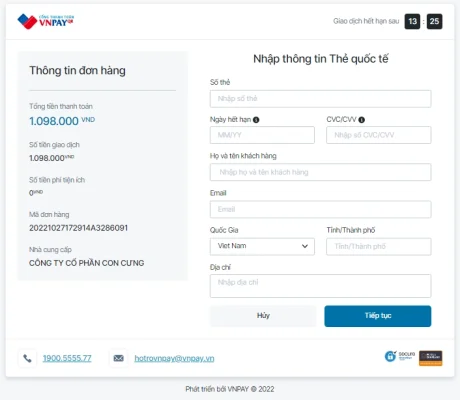 CỔNG THANH TOÁN
VNPAY QR
Giao dịch hết hạn sau 13 : 25
Thông tin đơn hàng
Tổng tiền thanh toán
1.098.000 VND
Số tiền giao dịch
1.098.000 VND
Số tiền phí tiện ích
0 VND
Mã đơn hàng
20221027172914A3286091
Nhà cung cấp
CÔNG TY CỔ PHẦN CON CƯNG
Nhập thông tin Thẻ quốc tế
Số thẻ
Nhập số thẻ
Ngày hết hạn
CVC/CVV
MM/YY
Nhập số CVC/CVV
Họ và tên khách hàng
Nhập họ và tên khách hàng
Email
Email
Quốc Gia
Tỉnh/Thành phố
Viet Nam
Tỉnh/Thành phố
Địa chỉ
Nhập địa chỉ
Hủy
Tiếp tục
1900.5555.77
hotrovnpay@vnpay.vn
SECURE
Phát triển bởi VNPAY © 2022